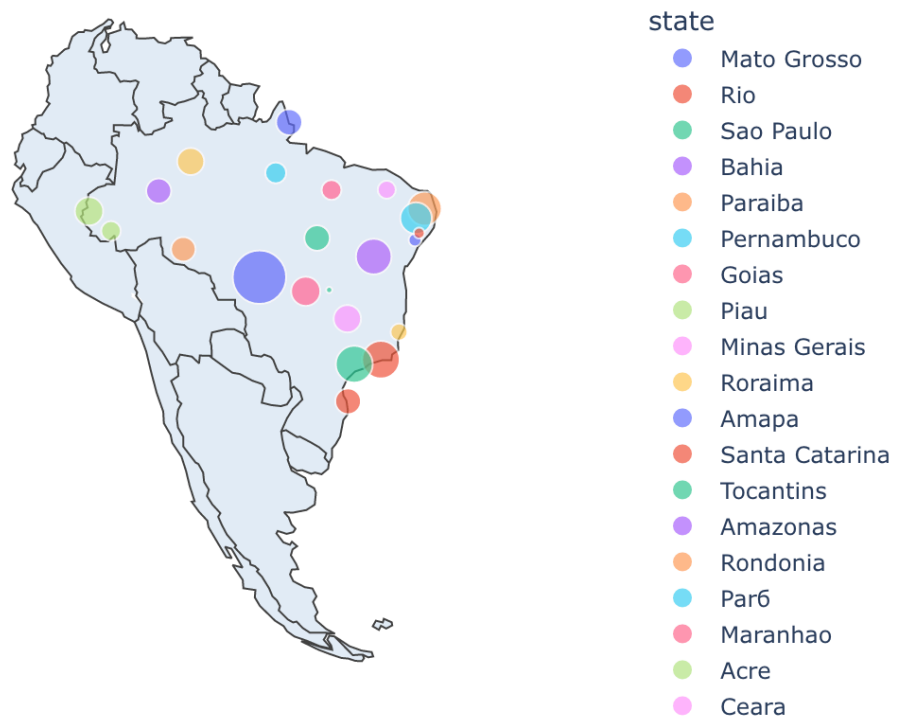 state
Mato Grosso
Rio
Sao Paulo
Bahia
Paraiba
Pernambuco
Goias
Piau
Minas Gerais
Roraima
Amapa
Santa Catarina
Tocantins
Amazonas
Rondonia
Parб
Maranhao
Acre
Ceara